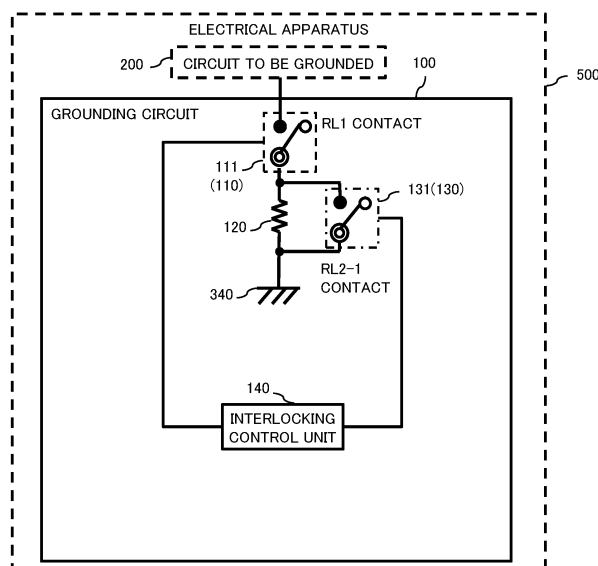 ELECTRICAL APPARATUS
200
CIRCUIT TO BE GROUNDED
100
500
GROUNDING CIRCUIT
RL1 CONTACT
111
(110)
131(130)
120
RL2-1
CONTACT
340
140
INTERLOCKING
CONTROL UNIT